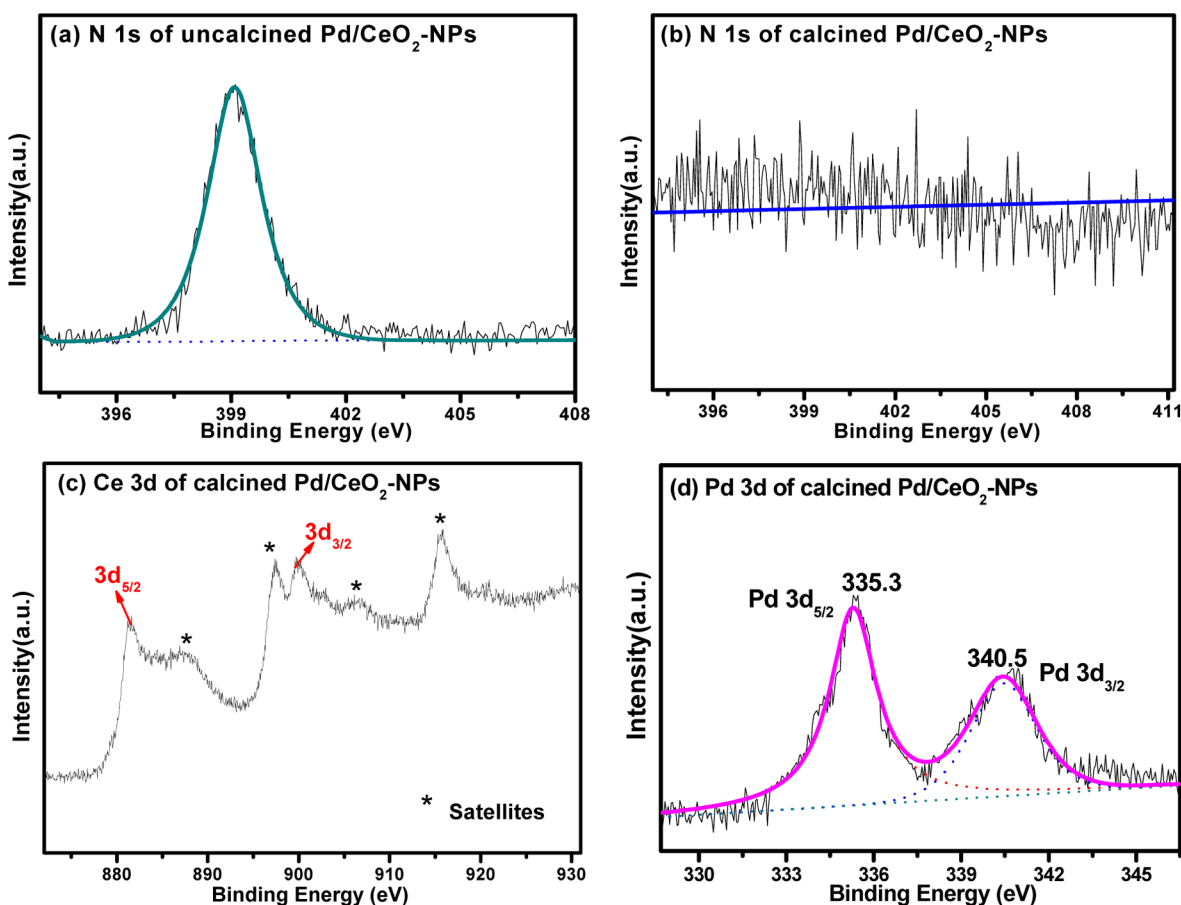 (a) N 1s of uncalcined Pd/CeO₂-NPs
Intensity(a.u.)
396 399 402 405 408
Binding Energy (eV)
(b) N 1s of calcined Pd/CeO₂-NPs
Intensity(a.u.)
396 399 402 405 408 411
Binding Energy (eV)
(c) Ce 3d of calcined Pd/CeO₂-NPs
Intensity(a.u.)
3d₅/₂
*
*
3d₃/₂
*
*
* Satellites
880 890 900 910 920 930
Binding Energy (eV)
(d) Pd 3d of calcined Pd/CeO₂-NPs
Intensity(a.u.)
Pd 3d₅/₂
335.3
340.5
Pd 3d₃/₂
330 333 336 339 342 345
Binding Energy (eV)